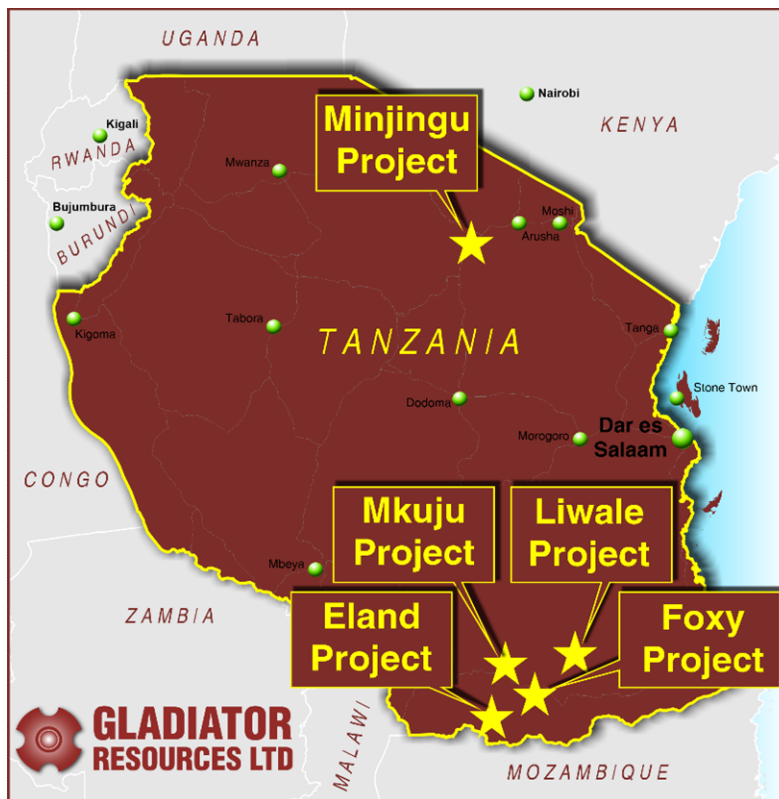 UGANDA
Nairobi
KENYA
Kigali
RWANDA
Minjingu
Project
Mwanza
Bujumbura
BURUNDI
Moshi
Arusha
Kigoma
Tabora
TANZANIA
Tanga
Dodoma
Stone Town
Morogoro
Dar es
Salaam
CONGO
Mkuju
Project
Liwale
Project
Mbeya
ZAMBIA
Eland
Project
Foxy
Project
GLADIATOR
RESOURCES LTD
MALAWI
MOZAMBIQUE